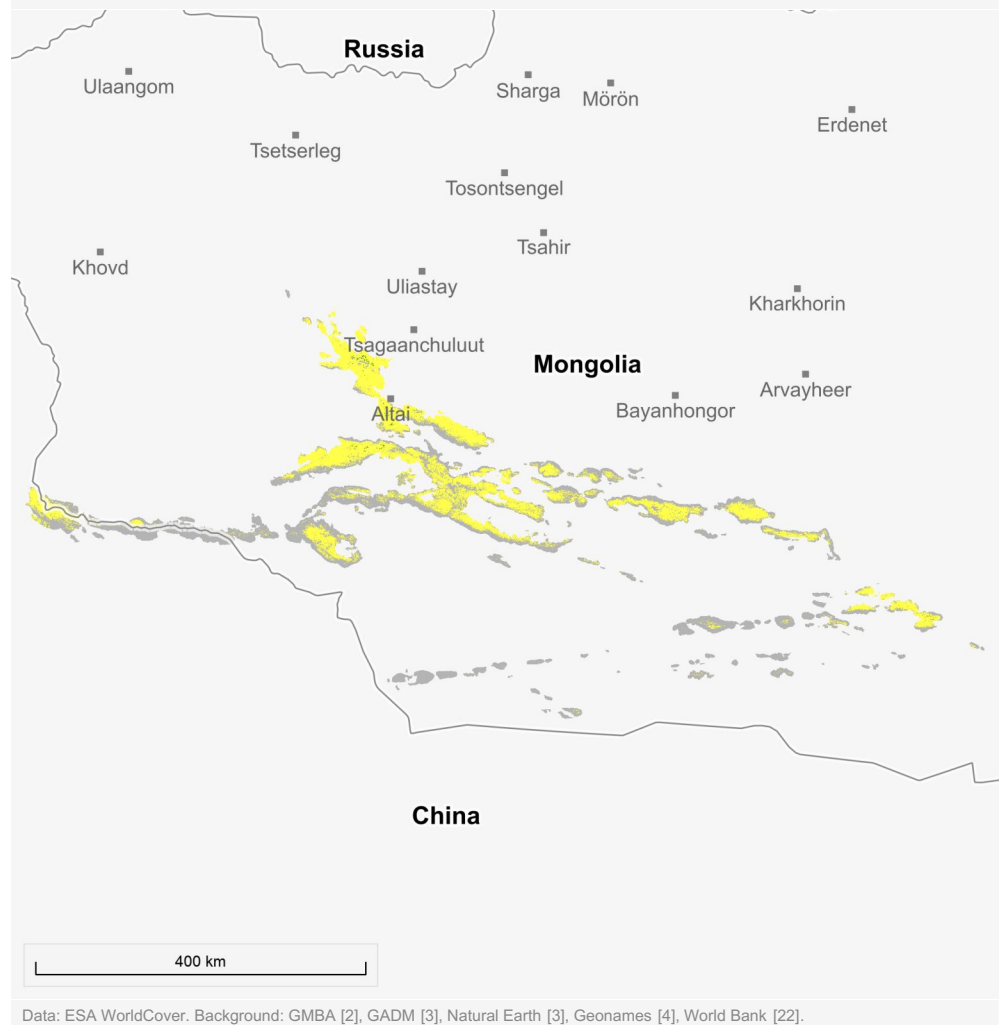 Russia
Ulaangom
Sharga
Mörön
Erdenet
Tsetserleg
Tosontsengel
Tsahir
Khovd
Uliastay
Kharkhorin
Tsagaanchuluut
Mongolia
Arvayheer
Altai
Bayanhongor
China
400 km
Data: ESA WorldCover. Background: GMBA [2], GADM [3], Natural Earth [3], Geonames [4], World Bank [22].